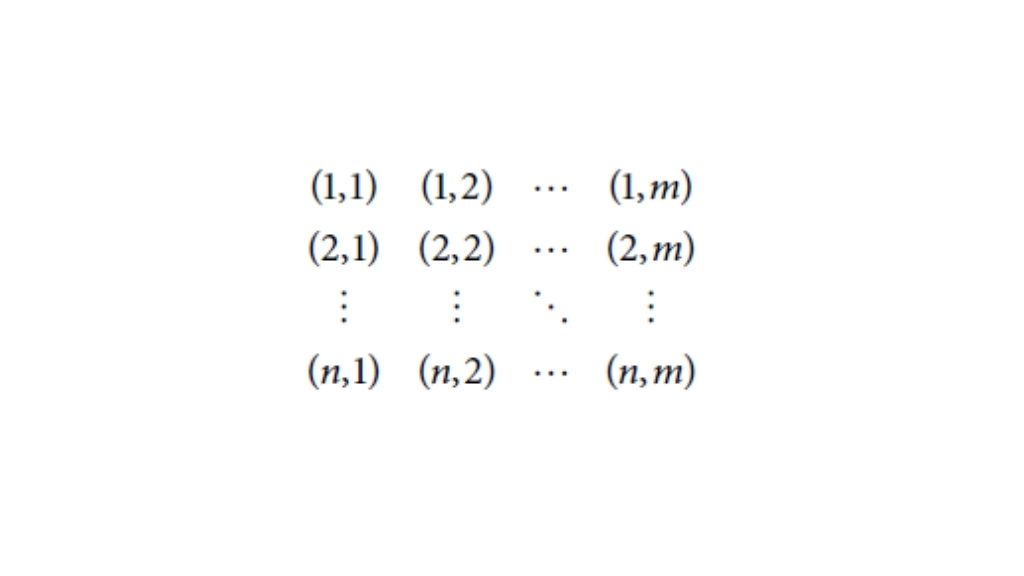 (1,1) (1,2) ⋯ (1,m)
(2,1) (2,2) ⋯ (2,m)
⋮ ⋮ ⋱ ⋮
(n,1) (n,2) ⋯ (n,m)